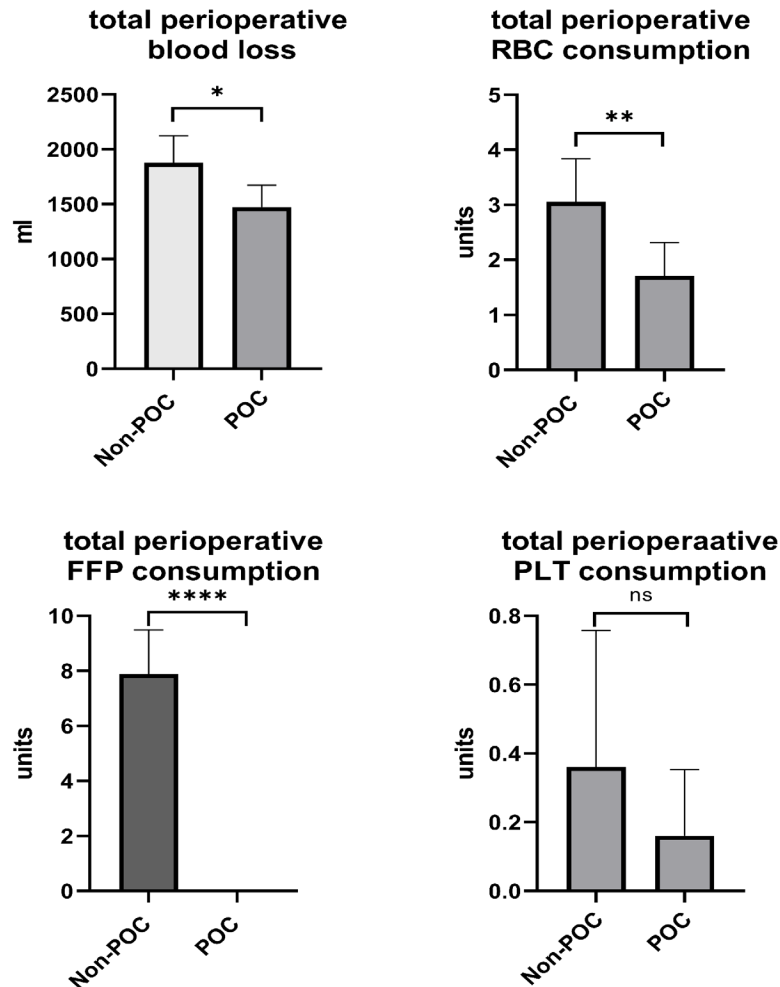 total perioperative
blood loss
2500
2000
1500
1000
500
0
ml
*
Non-POC
POC
total perioperative
RBC consumption
5
4
3
2
1
0
units
**
Non-POC
POC
total perioperative
FFP consumption
10
8
6
4
2
0
units
****
Non-POC
POC
total perioperaative
PLT consumption
0.8
0.6
0.4
0.2
0.0
units
ns
Non-POC
POC